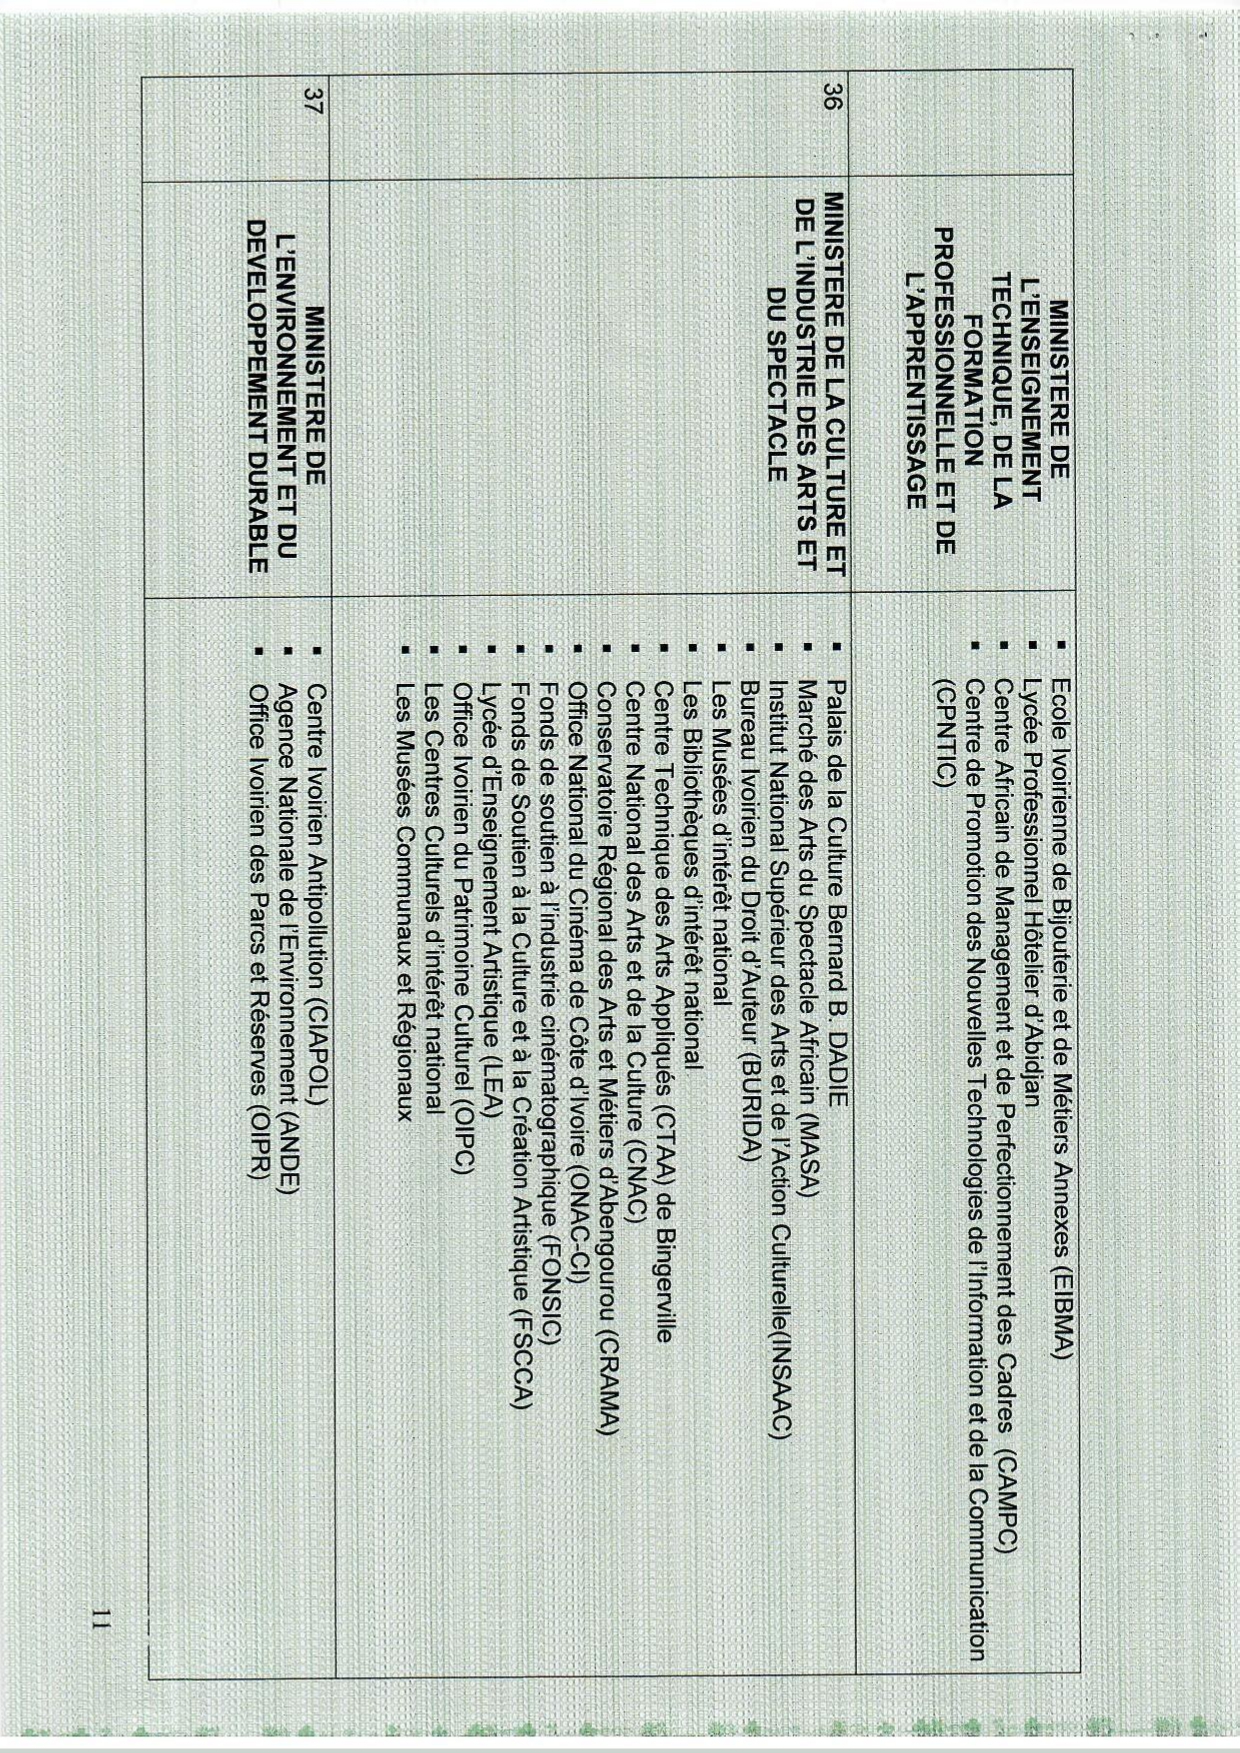 MINISTERE DE
L'ENSEIGNEMENT
TECHNIQUE, DE LA
FORMATION
PROFESSIONNELLE ET DE
L'APPRENTISSAGE
▪ Ecole Ivoirienne de Bijouterie et de Métiers Annexes (EIBMA)
▪ Lycée Professionnel Hôtelier d'Abidjan
▪ Centre Africain de Management et de Perfectionnement des Cadres (CAMPC)
▪ Centre de Promotion des Nouvelles Technologies de l'Information et de la Communication
(CPNTIC)
36
MINISTERE DE LA CULTURE ET
DE L'INDUSTRIE DES ARTS ET
DU SPECTACLE
▪ Palais de la Culture Bernard B. DADIE
▪ Marché des Arts du Spectacle Africain (MASA)
▪ Institut National Supérieur des Arts et de l'Action Culturelle(INSAAC)
▪ Bureau Ivoirien du Droit d'Auteur (BURIDA)
▪ Les Musées d'intérêt national
▪ Les Bibliothèques d'intérêt national
▪ Centre Technique des Arts Appliqués (CTAA) de Bingerville
▪ Centre National des Arts et de la Culture (CNAC)
▪ Conservatoire Régional des Arts et Métiers d'Abengourou (CRAMA)
▪ Office National du Cinéma de Côte d'Ivoire (ONAC-CI)
▪ Fonds de soutien à l'industrie cinématographique (FONSIC)
▪ Fonds de Soutien à la Culture et à la Création Artistique (FSCCA)
▪ Lycée d'Enseignement Artistique (LEA)
▪ Office Ivoirien du Patrimoine Culturel (OIPC)
▪ Les Centres Culturels d'intérêt national
▪ Les Musées Communaux et Régionaux
37
MINISTERE DE
L'ENVIRONNEMENT ET DU
DEVELOPPEMENT DURABLE
▪ Centre Ivoirien Antipollution (CIAPOL)
▪ Agence Nationale de l'Environnement (ANDE)
▪ Office Ivoirien des Parcs et Réserves (OIPR)
11